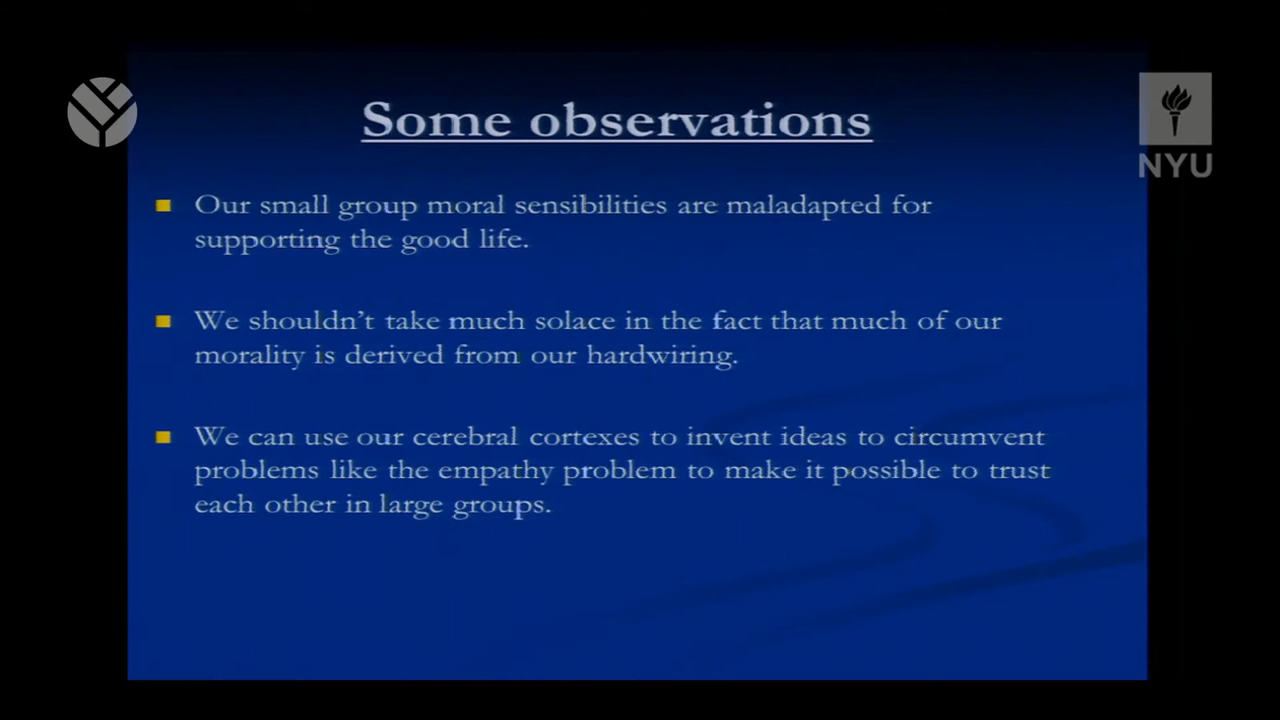 Some observations
NYU
Our small group moral sensibilities are maladapted for
supporting the good life.
We shouldn't take much solace in the fact that much of our
morality is derived from our hardwiring.
We can use our cerebral cortexes to invent ideas to circumvent
problems like the empathy problem to make it possible to trust
each other in large groups.